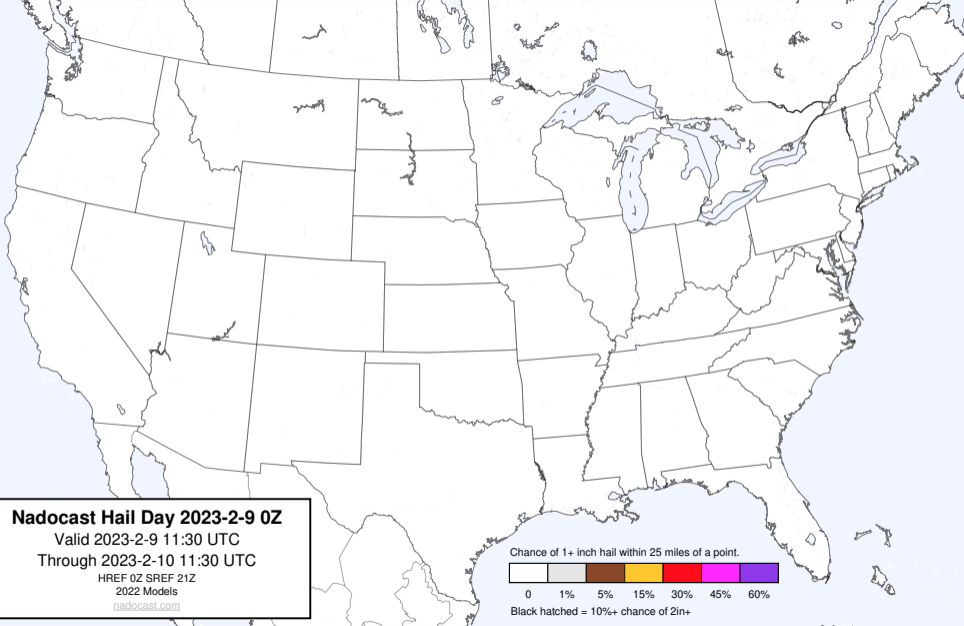 Nadocast Hail Day 2023-2-9 0Z
Valid 2023-2-9 11:30 UTC
Through 2023-2-10 11:30 UTC
HREF 0Z SREF 21Z
2022 Models
nadocast.com
Chance of 1+ inch hail within 25 miles of a point.
0 1% 5% 15% 30% 45% 60%
Black hatched = 10%+ chance of 2in+